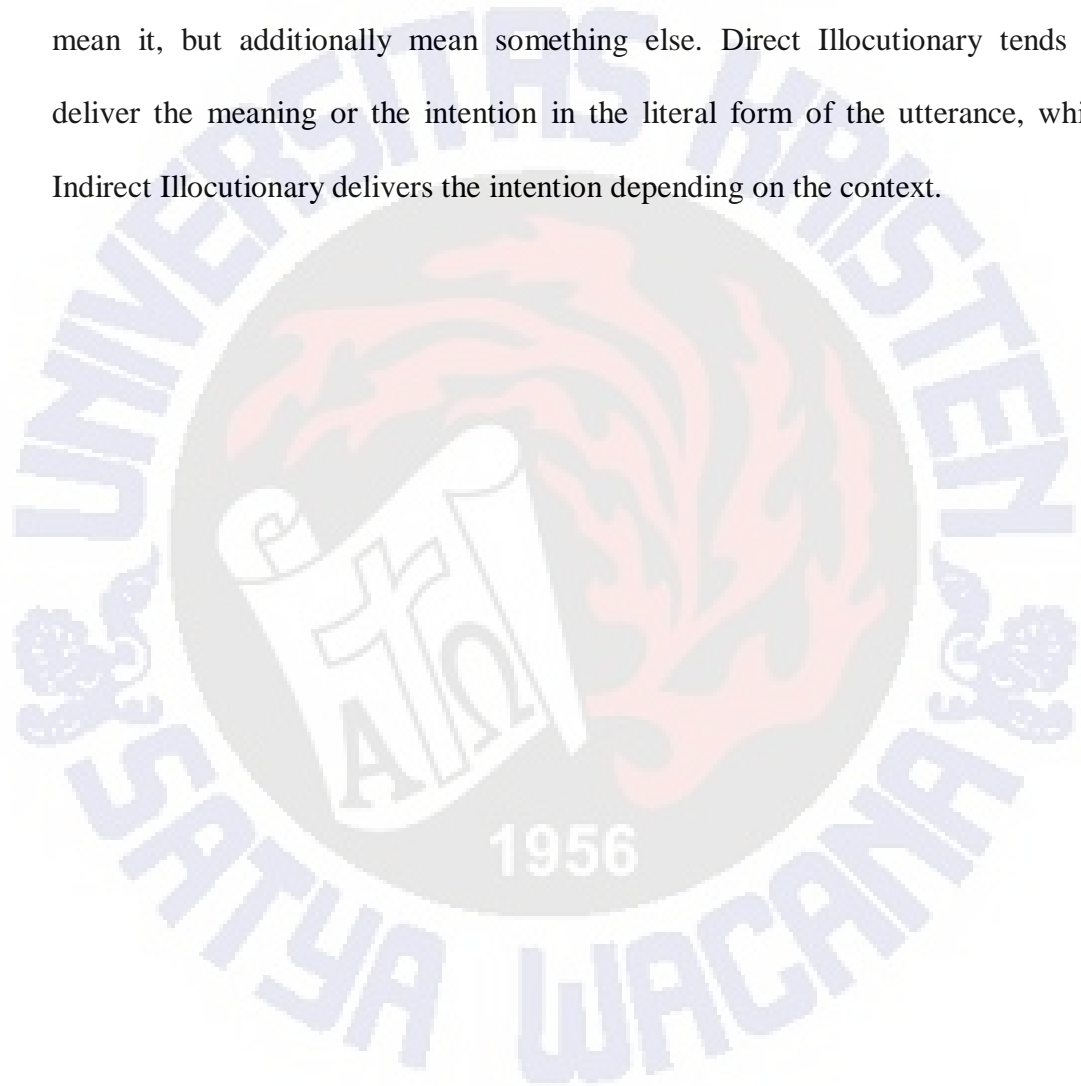 mean it, but additionally mean something else. Direct Illocutionary tends
deliver the meaning or the intention in the literal form of the utterance, whi
Indirect Illocutionary delivers the intention depending on the context.
UNIVERSITAS KRISTEN
Α Ω
1956
SATYA WACANA